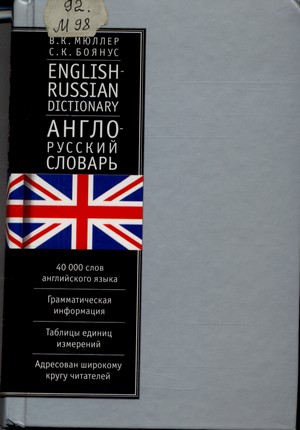 92.
М 98
В.К. МЮЛЛЕР
С.К. БОЯНУС
ENGLISH-
RUSSIAN
DICTIONARY
АНГЛО-
РУССКИЙ
СЛОВАРЬ
40 000 слов
английского языка
Грамматическая
информация
Таблицы единиц
измерений
Адресован широкому
кругу читателей